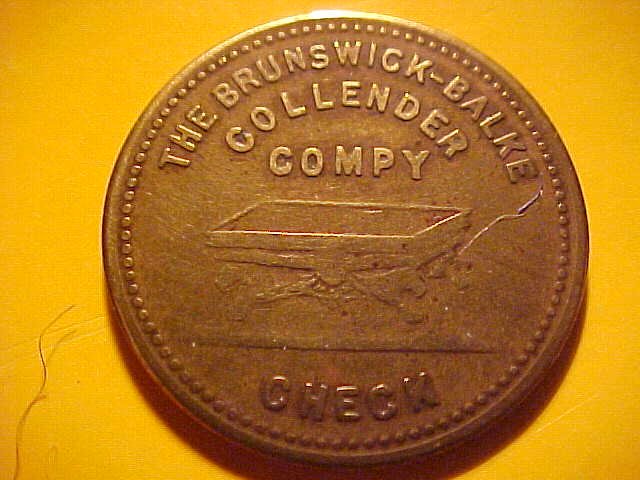 THE BRUNSWICK-BALKE
COLLENDER
COMPY
CHECK